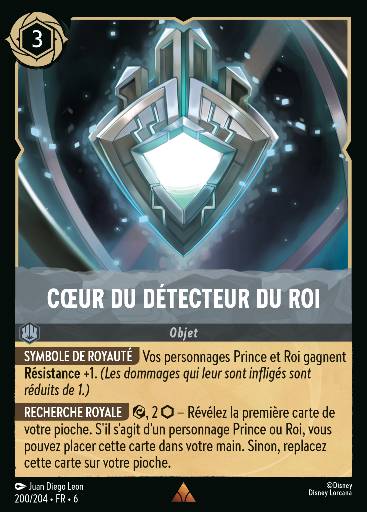 3
CŒUR DU DÉTECTEUR DU ROI
Objet
SYMBOLE DE ROYAUTÉ Vos personnages Prince et Roi gagnent
Résistance +1. (Les dommages qui leur sont infligés sont
réduits de 1.)
RECHERCHE ROYALE , 2 – Révélez la première carte de
votre pioche. S'il s'agit d'un personnage Prince ou Roi, vous
pouvez placer cette carte dans votre main. Sinon, replacez
cette carte sur votre pioche.
Juan Diego Leon
©Disney
200/204 • FR • 6
Disney Lorcana